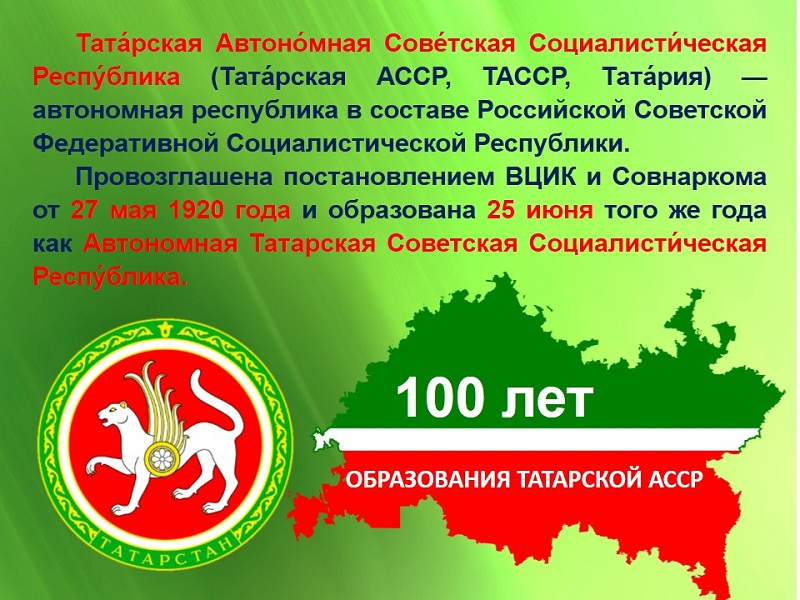 Тата́рская Автоно́мная Сове́тская Социалисти́ческая
Респу́блика (Тата́рская АССР, ТАССР, Тата́рия) —
автономная республика в составе Российской Советской
Федеративной Социалистической Республики.
Провозглашена постановлением ВЦИК и Совнаркома
от 27 мая 1920 года и образована 25 июня того же года
как Автономная Татарская Советская Социалисти́ческая
Респу́блика.
100 лет
ОБРАЗОВАНИЯ ТАТАРСКОЙ АССР
ТАТАРСТАН